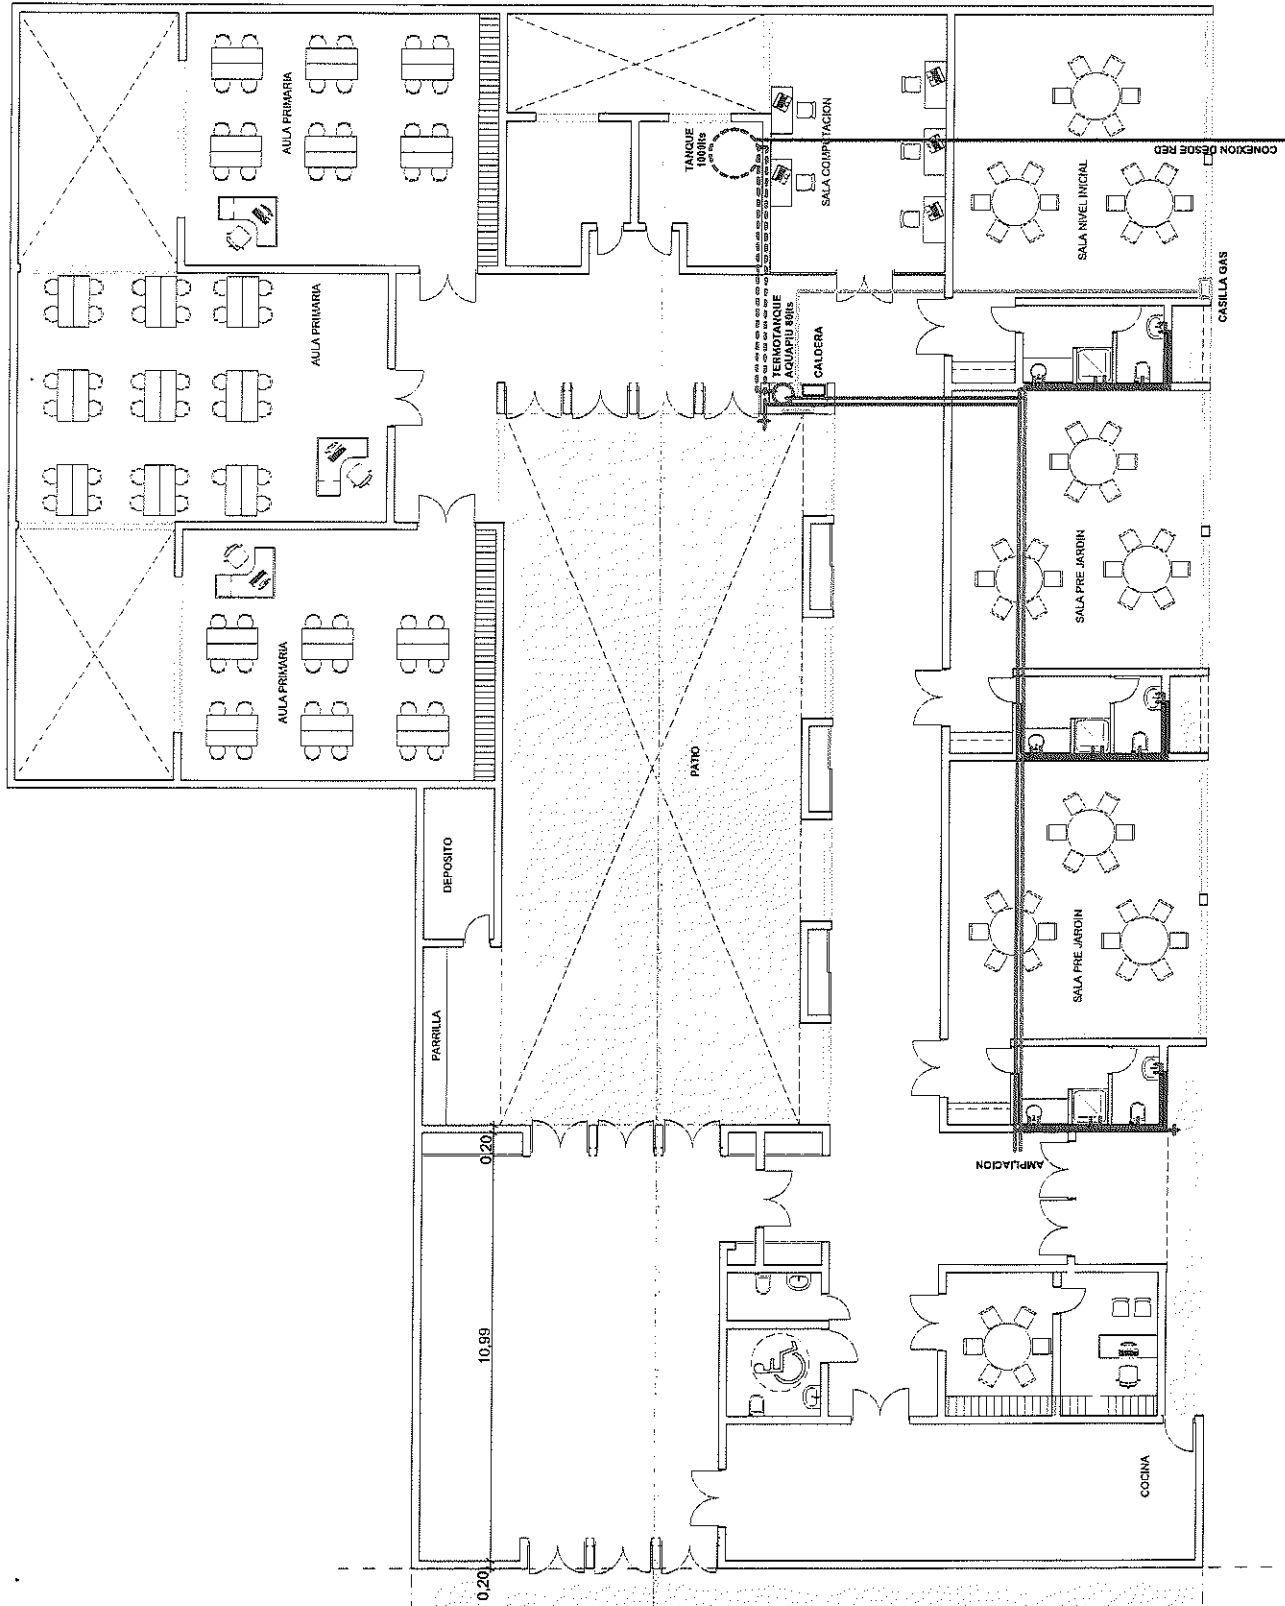 AULA PRIMARIA
AULA PRIMARIA
AULA PRIMARIA
TANQUE
1000lts
SALA COMPUTACION
CONEXION DESDE RED
SALA NIVEL INICIAL
CASILLA GAS
TERMOTANQUE
AQUAPIU 80lts
CALDERA
SALA PRE JARDIN
PATIO
DEPOSITO
SALA PRE JARDIN
PARRILLA
0,20
AMPLIACION
10,99
COCINA
0,20